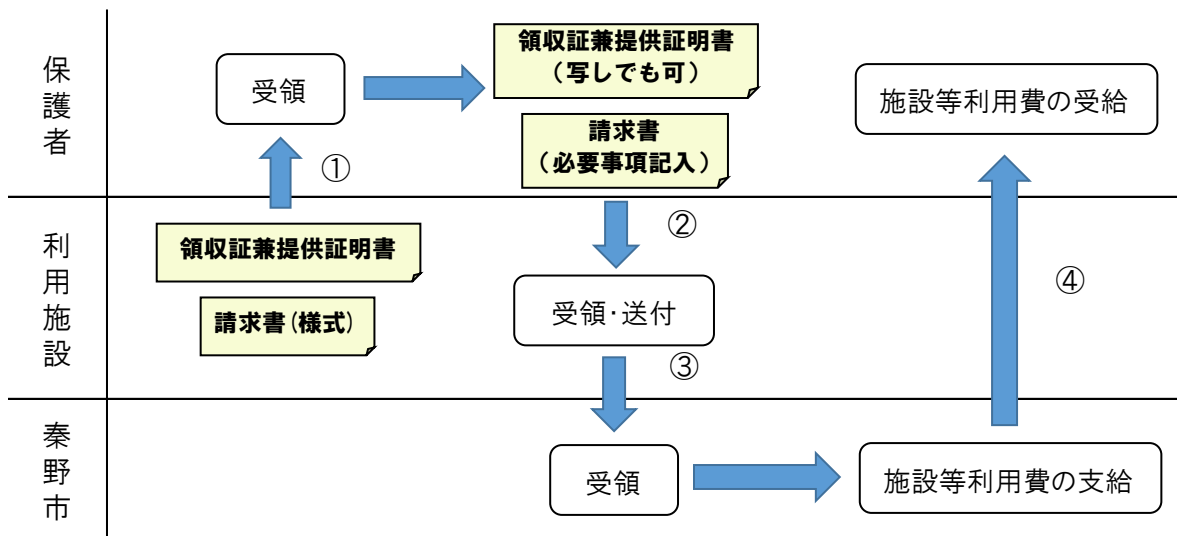 保護者
受領
領収証兼提供証明書
（写しでも可）
請求書
（必要事項記入）
施設等利用費の受給
①
利用施設
領収証兼提供証明書
請求書（様式）
②
受領・送付
③
④
秦野市
受領
施設等利用費の支給